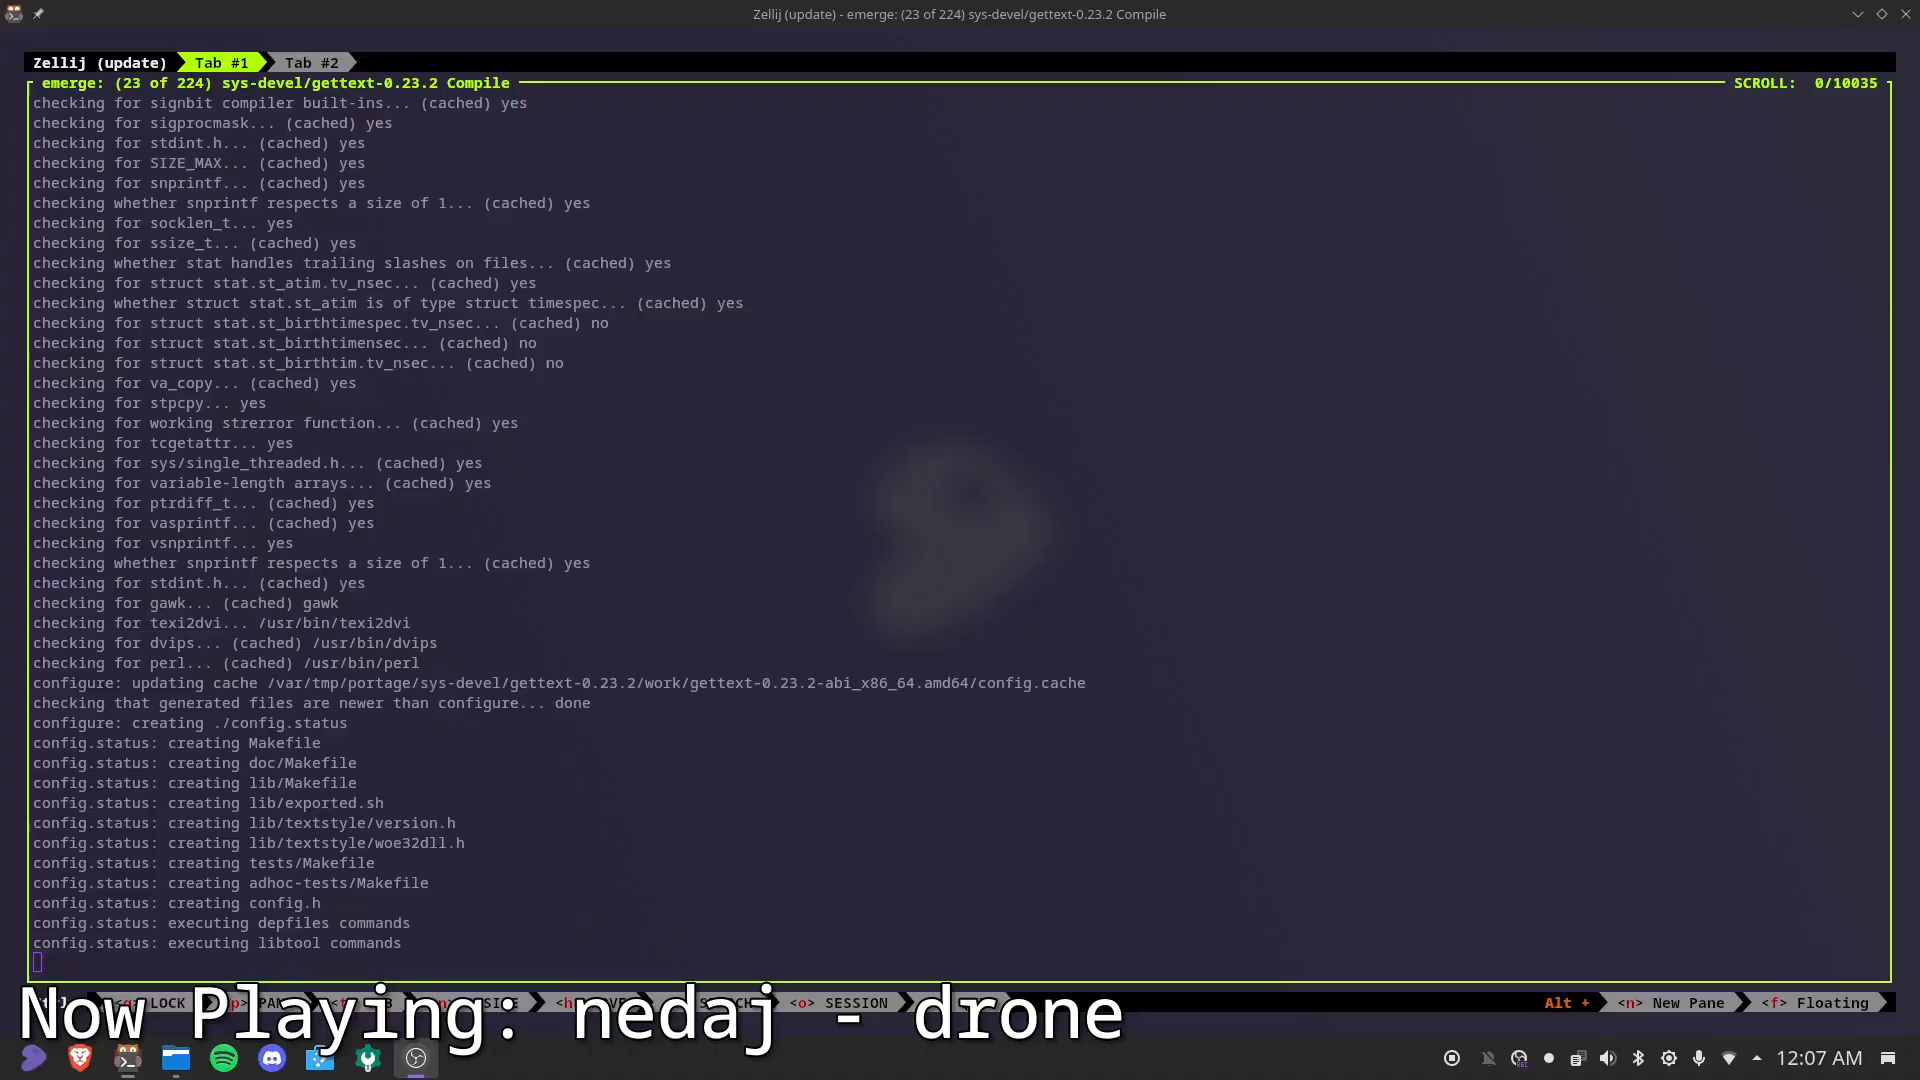 Zellij (update) - emerge: (23 of 224) sys-devel/gettext-0.23.2 Compile
Zellij (update) Tab #1 Tab #2
emerge: (23 of 224) sys-devel/gettext-0.23.2 Compile SCROLL: 0/10035
checking for signbit compiler built-ins... (cached) yes
checking for sigprocmask... (cached) yes
checking for stdint.h... (cached) yes
checking for SIZE_MAX... (cached) yes
checking for snprintf... (cached) yes
checking whether snprintf respects a size of 1... (cached) yes
checking for socklen_t... yes
checking for ssize_t... (cached) yes
checking whether stat handles trailing slashes on files... (cached) yes
checking for struct stat.st_atim.tv_nsec... (cached) yes
checking whether struct stat.st_atim is of type struct timespec... (cached) yes
checking for struct stat.st_birthtimespec.tv_nsec... (cached) no
checking for struct stat.st_birthtimensec... (cached) no
checking for struct stat.st_birthtim.tv_nsec... (cached) no
checking for va_copy... (cached) yes
checking for stpcpy... yes
checking for working strerror function... (cached) yes
checking for tcgetattr... yes
checking for sys/single_threaded.h... (cached) yes
checking for variable-length arrays... (cached) yes
checking for ptrdiff_t... (cached) yes
checking for vasprintf... (cached) yes
checking for vsnprintf... yes
checking whether snprintf respects a size of 1... (cached) yes
checking for stdint.h... (cached) yes
checking for gawk... (cached) gawk
checking for texi2dvi... /usr/bin/texi2dvi
checking for dvips... (cached) /usr/bin/dvips
checking for perl... (cached) /usr/bin/perl
configure: updating cache /var/tmp/portage/sys-devel/gettext-0.23.2/work/gettext-0.23.2-abi_x86_64.amd64/config.cache
checking that generated files are newer than configure... done
configure: creating ./config.status
config.status: creating Makefile
config.status: creating doc/Makefile
config.status: creating lib/Makefile
config.status: creating lib/exported.sh
config.status: creating lib/textstyle/version.h
config.status: creating lib/textstyle/woe32dll.h
config.status: creating tests/Makefile
config.status: creating adhoc-tests/Makefile
config.status: creating config.h
config.status: executing depfiles commands
config.status: executing libtool commands
LOCK <o> SESSION Alt + <n> New Pane <f> Floating
Now Playing: nedaj - drone
12:07 AM